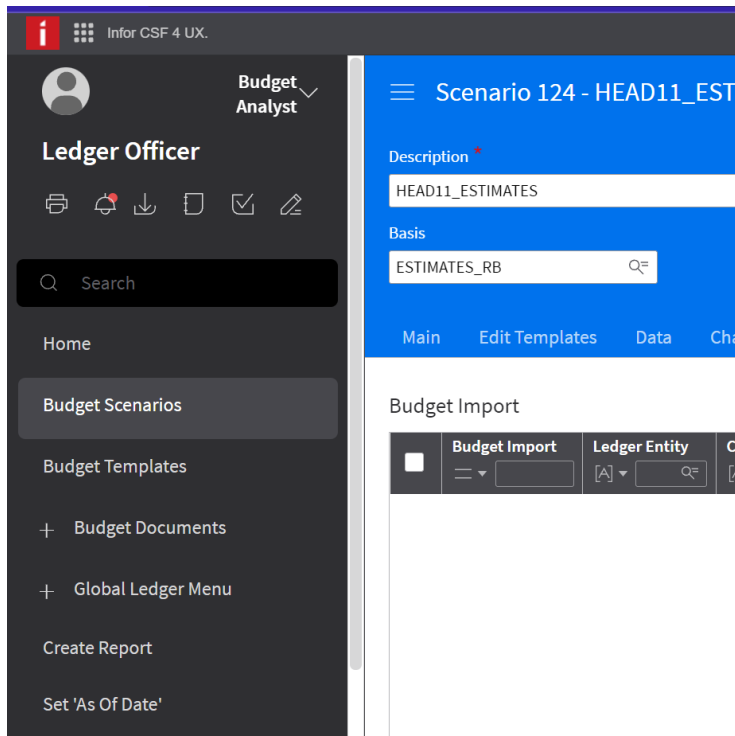 Infor CSF 4 UX.
Budget
Analyst
Ledger Officer
Search
Home
Budget Scenarios
Budget Templates
Budget Documents
Global Ledger Menu
Create Report
Set 'As Of Date'
Scenario 124 - HEAD11_EST
Description *
HEAD11_ESTIMATES
Basis
ESTIMATES_RB
Main Edit Templates Data Cha
Budget Import
Budget Import Ledger Entity
[A]